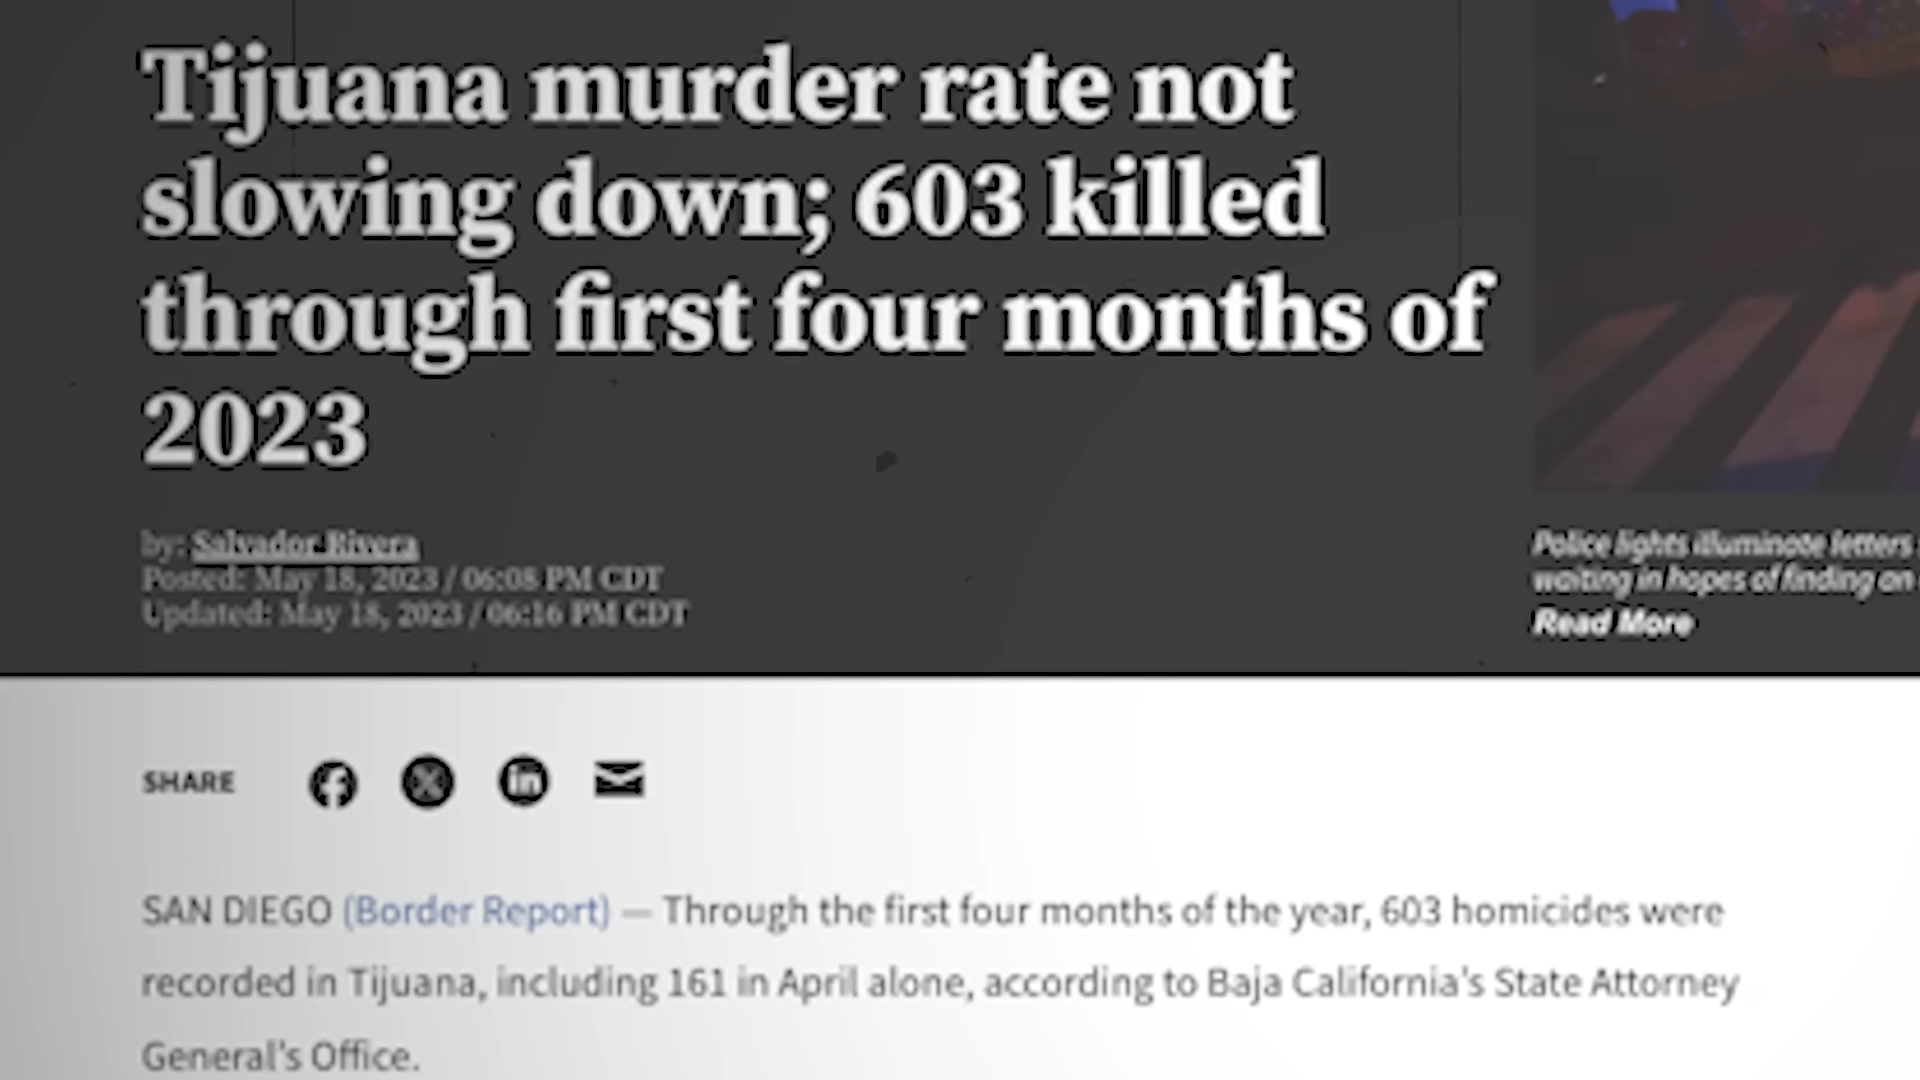 Tijuana murder rate not
slowing down; 603 killed
through first four months of
2023
by: Salvador Rivera
Posted: May 18, 2023 / 06:08 PM CDT
Updated: May 18, 2023 / 06:16 PM CDT
Police lights illuminate letters
waiting in hopes of finding an
Read More
SHARE
SAN DIEGO (Border Report) — Through the first four months of the year, 603 homicides were
recorded in Tijuana, including 161 in April alone, according to Baja California's State Attorney
General's Office.